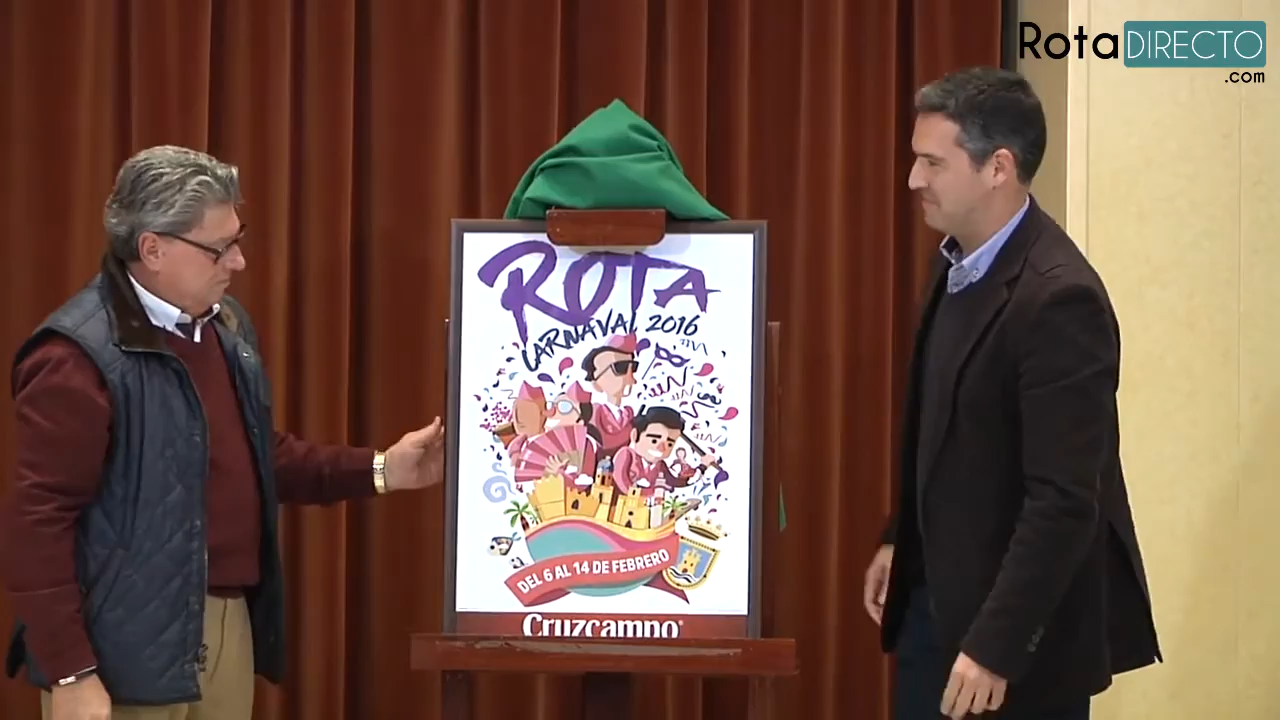 RotaDIRECTO
.com
ROTA
CARNAVAL 2016
DEL 6 AL 14 DE FEBRERO
Cruzcampo®